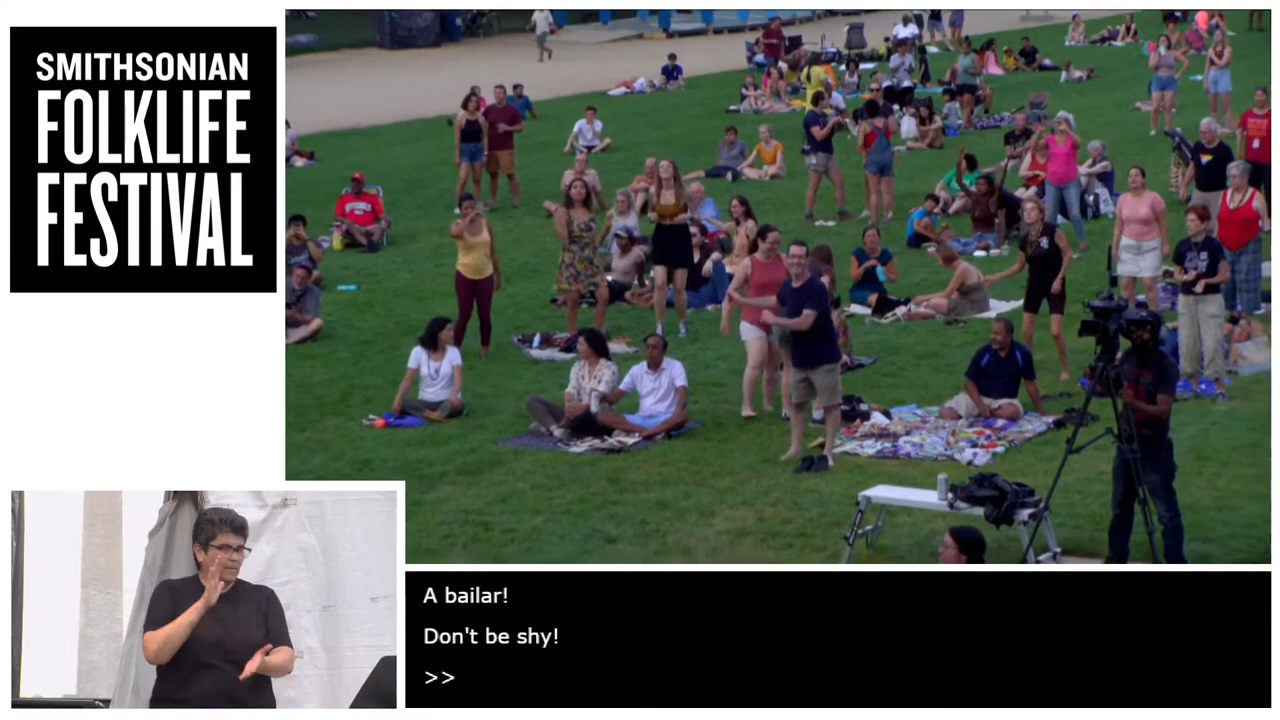 SMITHSONIAN
FOLKLIFE
FESTIVAL
A bailar!
Don't be shy!
>>